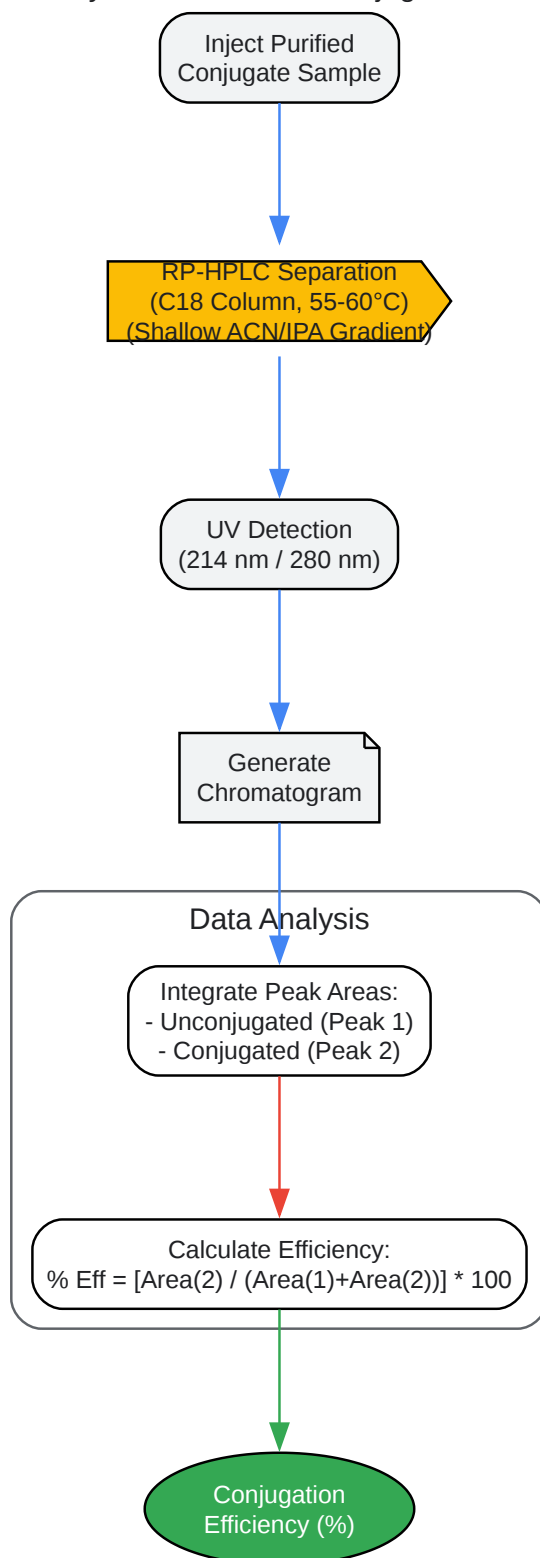 Inject Purified
Conjugate Sample
RP-HPLC Separation
(C18 Column, 55-60°C)
(Shallow ACN/IPA Gradient)
UV Detection
(214 nm / 280 nm)
Generate
Chromatogram
Data Analysis
Integrate Peak Areas:
- Unconjugated (Peak 1)
- Conjugated (Peak 2)
Calculate Efficiency:
% Eff = [Area(2) / (Area(1)+Area(2))] * 100
Conjugation
Efficiency (%)